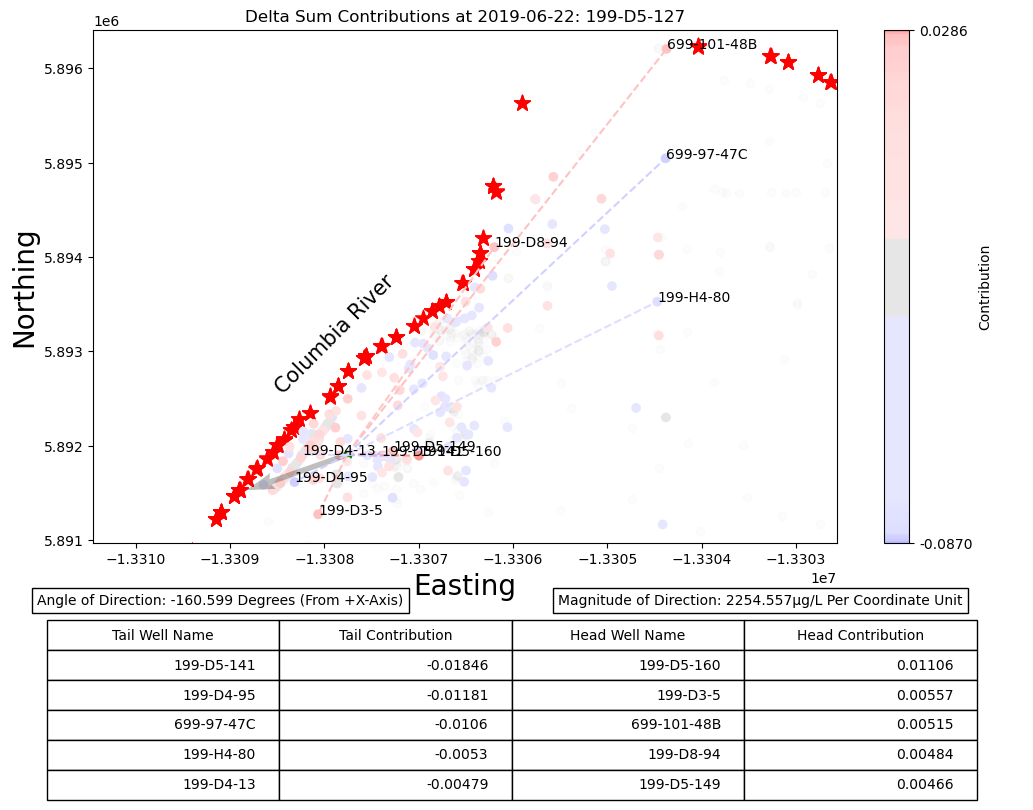 Delta Sum Contributions at 2019-06-22: 199-D5-127
1e6
0.0286
699-101-48B
5.896
5.895
699-97-47C
199-D8-94
5.894
199-H4-80
Columbia River
Northing
Contribution
5.893
5.892
199-D5-149
199-D4-13
199-D5-141
199-D5-160
199-D4-95
199-D3-5
5.891
-0.0870
−1.3310 −1.3309 −1.3308 −1.3307 −1.3306 −1.3305 −1.3304 −1.3303
1e7
Easting
Angle of Direction: -160.599 Degrees (From +X-Axis)
Magnitude of Direction: 2254.557μg/L Per Coordinate Unit
Tail Well Name Tail Contribution Head Well Name Head Contribution
199-D5-141 -0.01846 199-D5-160 0.01106
199-D4-95 -0.01181 199-D3-5 0.00557
699-97-47C -0.0106 699-101-48B 0.00515
199-H4-80 -0.0053 199-D8-94 0.00484
199-D4-13 -0.00479 199-D5-149 0.00466